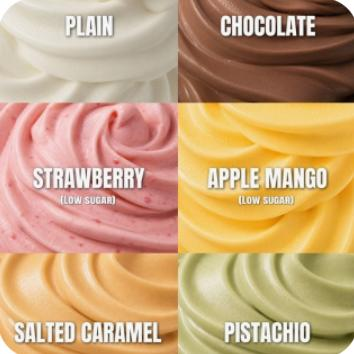 PLAIN
CHOCOLATE
STRAWBERRY
(LOW SUGAR)
APPLE MANGO
(LOW SUGAR)
SALTED CARAMEL
PISTACHIO